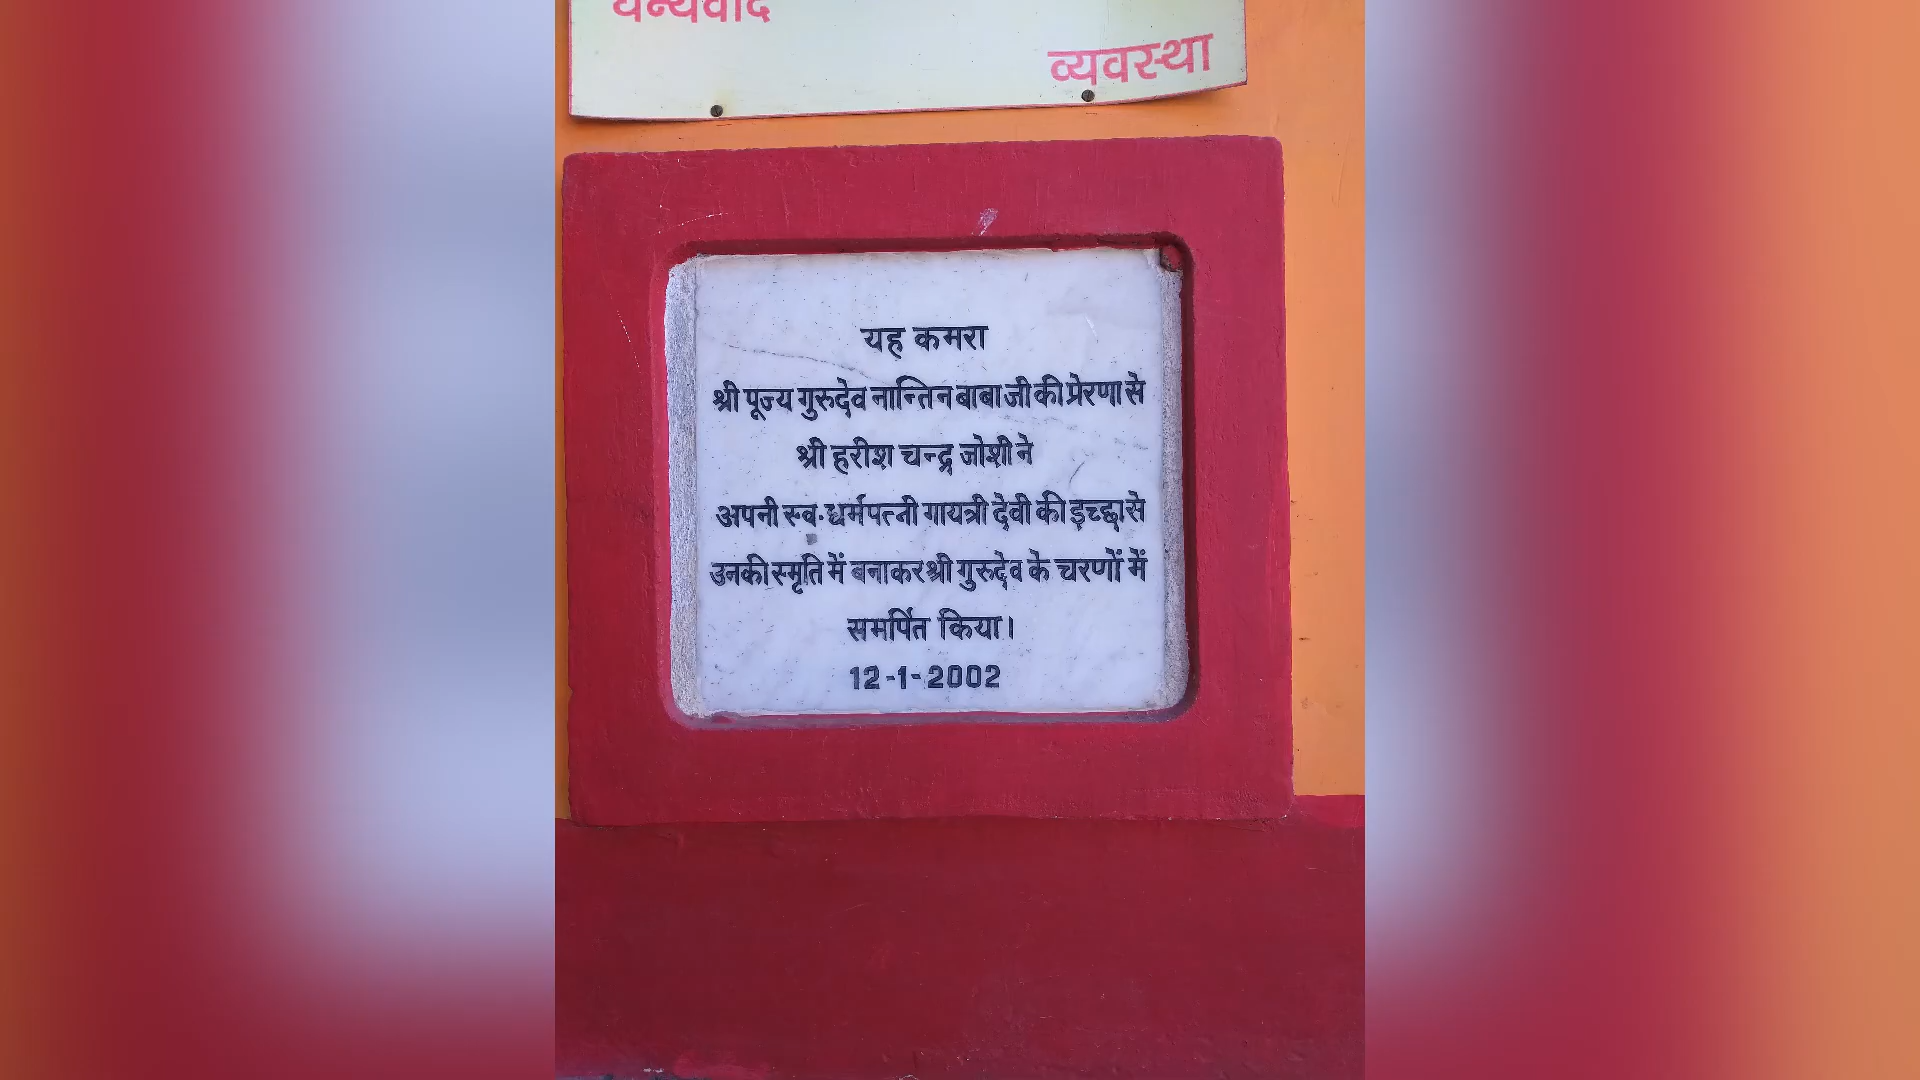 धन्यवाद
व्यवस्था
यह कमरा
श्री पूज्य गुरुदेव नान्तिन बाबा जी की प्रेरणा से
श्री हरीश चन्द्र जोशी ने
अपनी स्व. धर्मपत्नी गायत्री देवी की इच्छा से
उनकी स्मृति में बनाकर श्री गुरुदेव के चरणों में
समर्पित किया।
12-1-2002